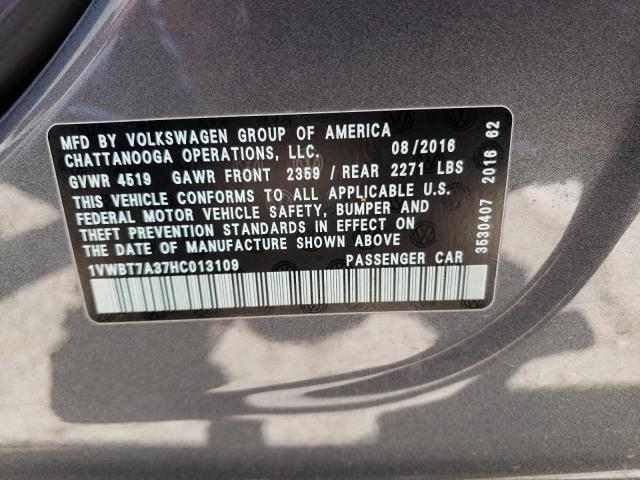 MFD BY VOLKSWAGEN GROUP OF AMERICA
CHATTANOOGA OPERATIONS, LLC. 08/2016
GVWR 4519 GAWR FRONT 2359 / REAR 2271 LBS
THIS VEHICLE CONFORMS TO ALL APPLICABLE U.S.
FEDERAL MOTOR VEHICLE SAFETY, BUMPER AND
THEFT PREVENTION STANDARDS IN EFFECT ON
THE DATE OF MANUFACTURE SHOWN ABOVE
1VWBT7A37HC013109 PASSENGER CAR
3530407 2016 62